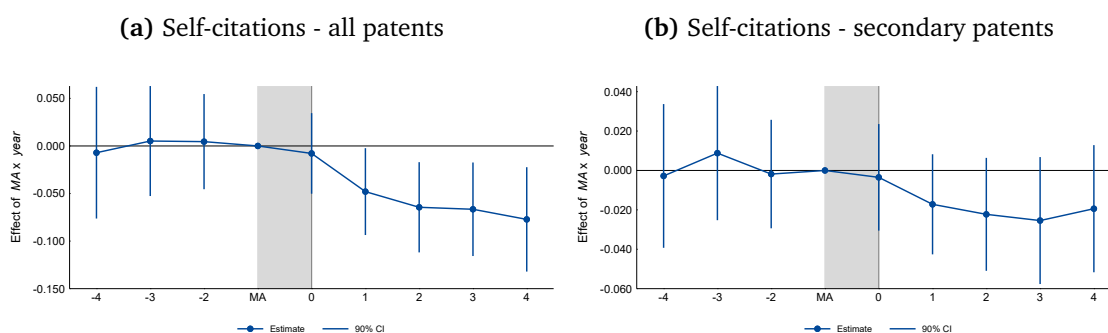 (a) Self-citations - all patents
0.050
0.000
-0.050
-0.100
-0.150
Effect of MA x year
-4 -3 -2 MA 0 1 2 3 4
Estimate 90% CI
(b) Self-citations - secondary patents
0.040
0.020
0.000
-0.020
-0.040
-0.060
Effect of MA x year
-4 -3 -2 MA 0 1 2 3 4
Estimate 90% CI